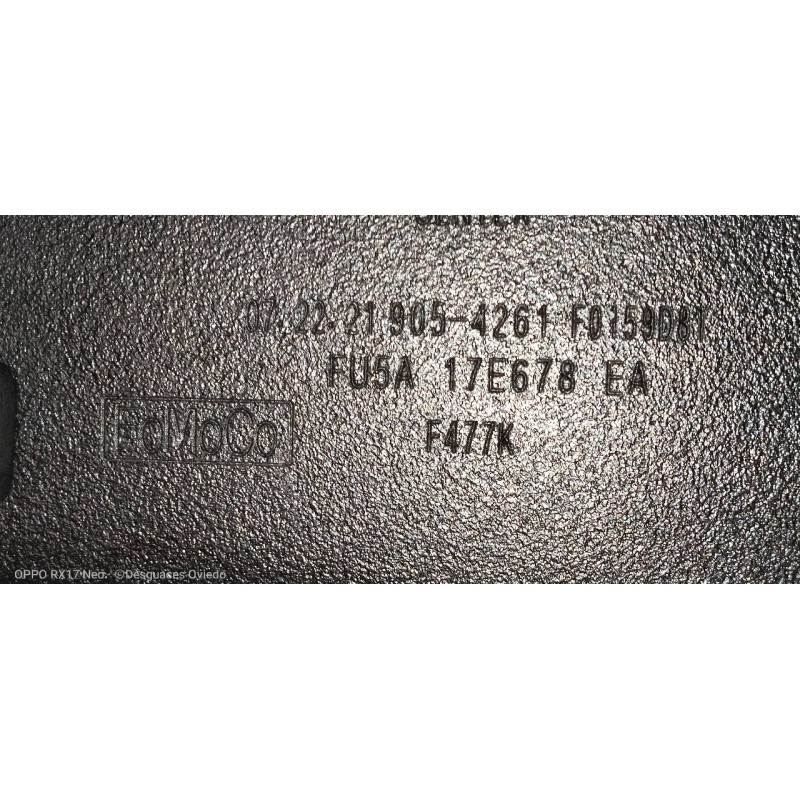 07.22.21 905-4261 F0159D81
FU5A 17E678 EA
FoMoCo F477K
OPPO RX17 Neo. ©Desguaces Oviedo